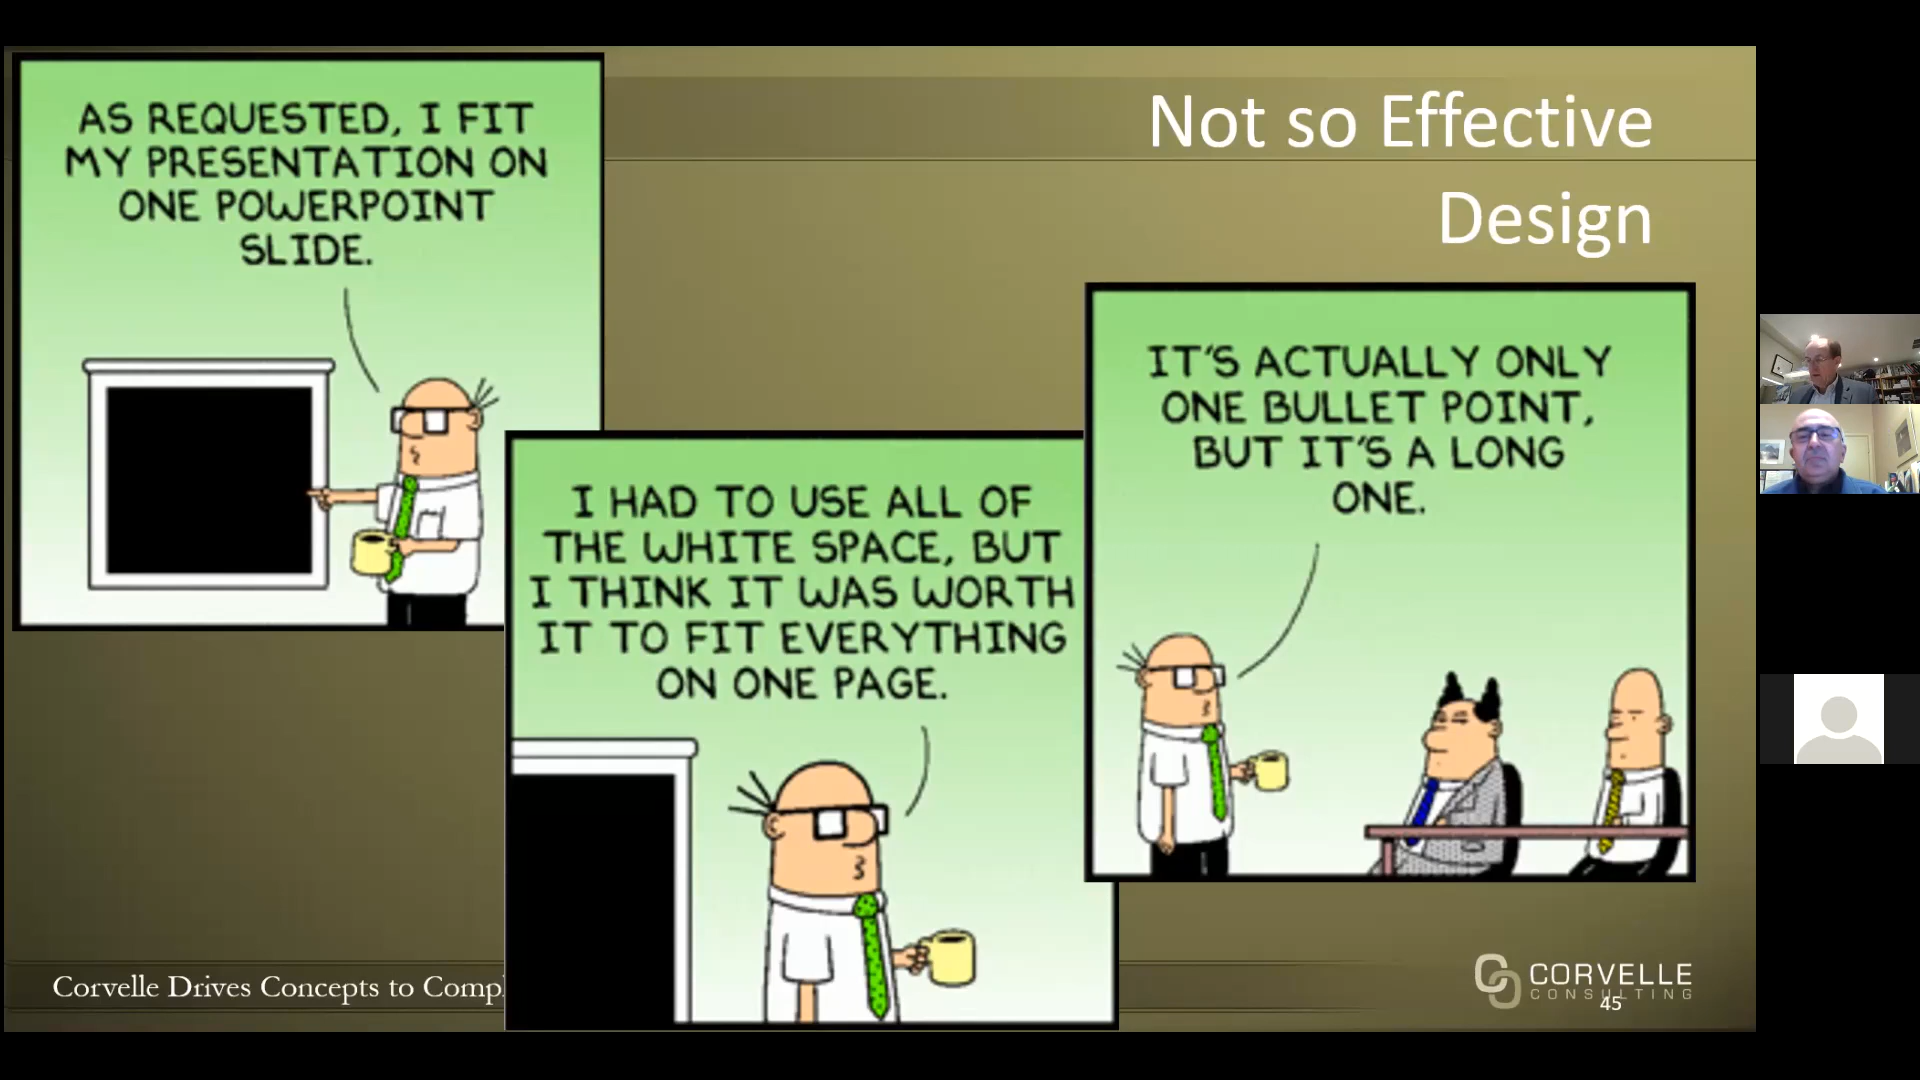 Not so Effective
Design
AS REQUESTED, I FIT
MY PRESENTATION ON
ONE POWERPOINT
SLIDE.
I HAD TO USE ALL OF
THE WHITE SPACE, BUT
I THINK IT WAS WORTH
IT TO FIT EVERYTHING
ON ONE PAGE.
IT'S ACTUALLY ONLY
ONE BULLET POINT,
BUT IT'S A LONG
ONE.
Corvelle Drives Concepts to Comp
CORVELLE
CONSULTING
45